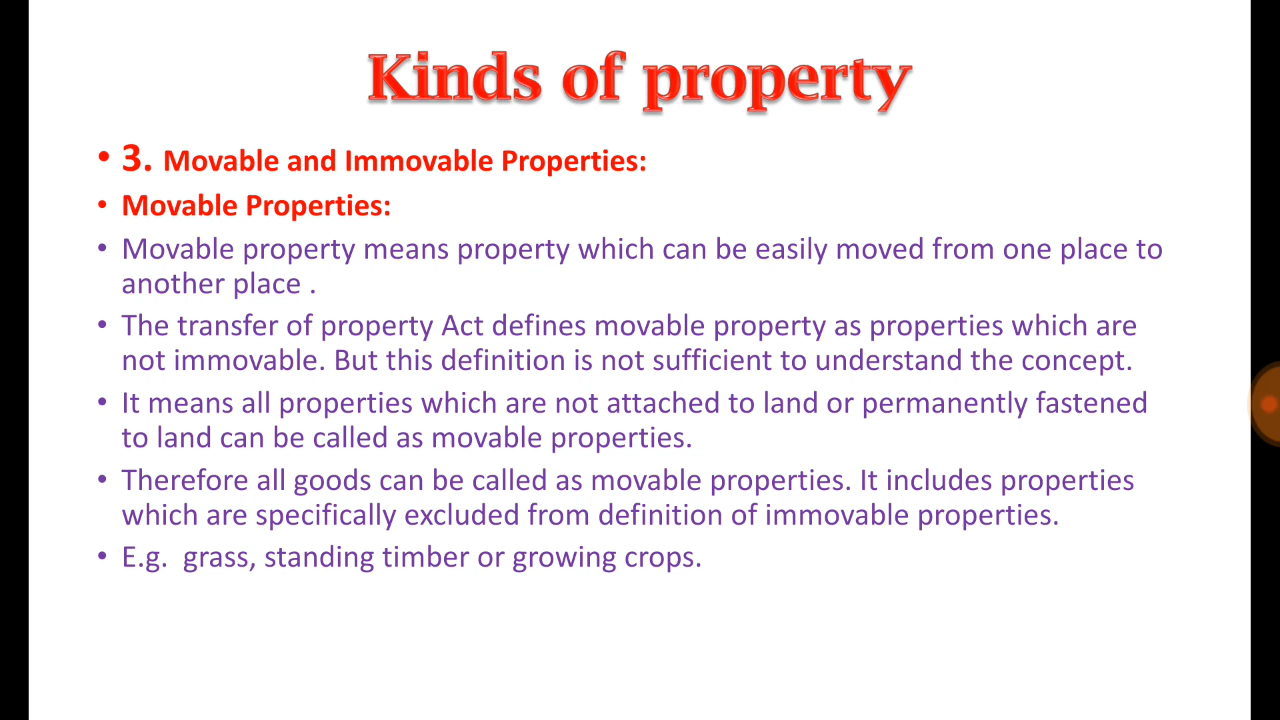 Kinds of property
• 3. Movable and Immovable Properties:
• Movable Properties:
• Movable property means property which can be easily moved from one place to
another place .
• The transfer of property Act defines movable property as properties which are
not immovable. But this definition is not sufficient to understand the concept.
• It means all properties which are not attached to land or permanently fastened
to land can be called as movable properties.
• Therefore all goods can be called as movable properties. It includes properties
which are specifically excluded from definition of immovable properties.
• E.g.  grass, standing timber or growing crops.